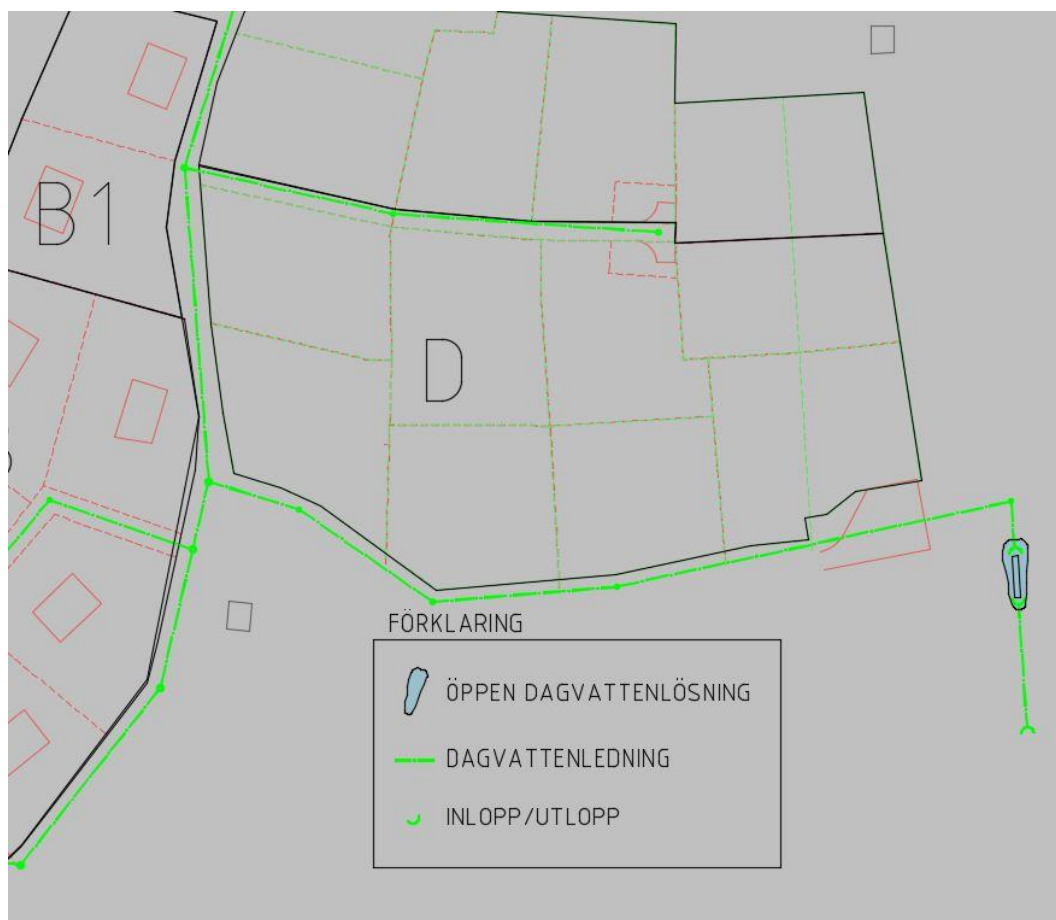 B1
D
FÖRKLARING
ÖPPEN DAGVATTENLÖSNING
DAGVATTENLEDNING
INLOPP/UTLOPP